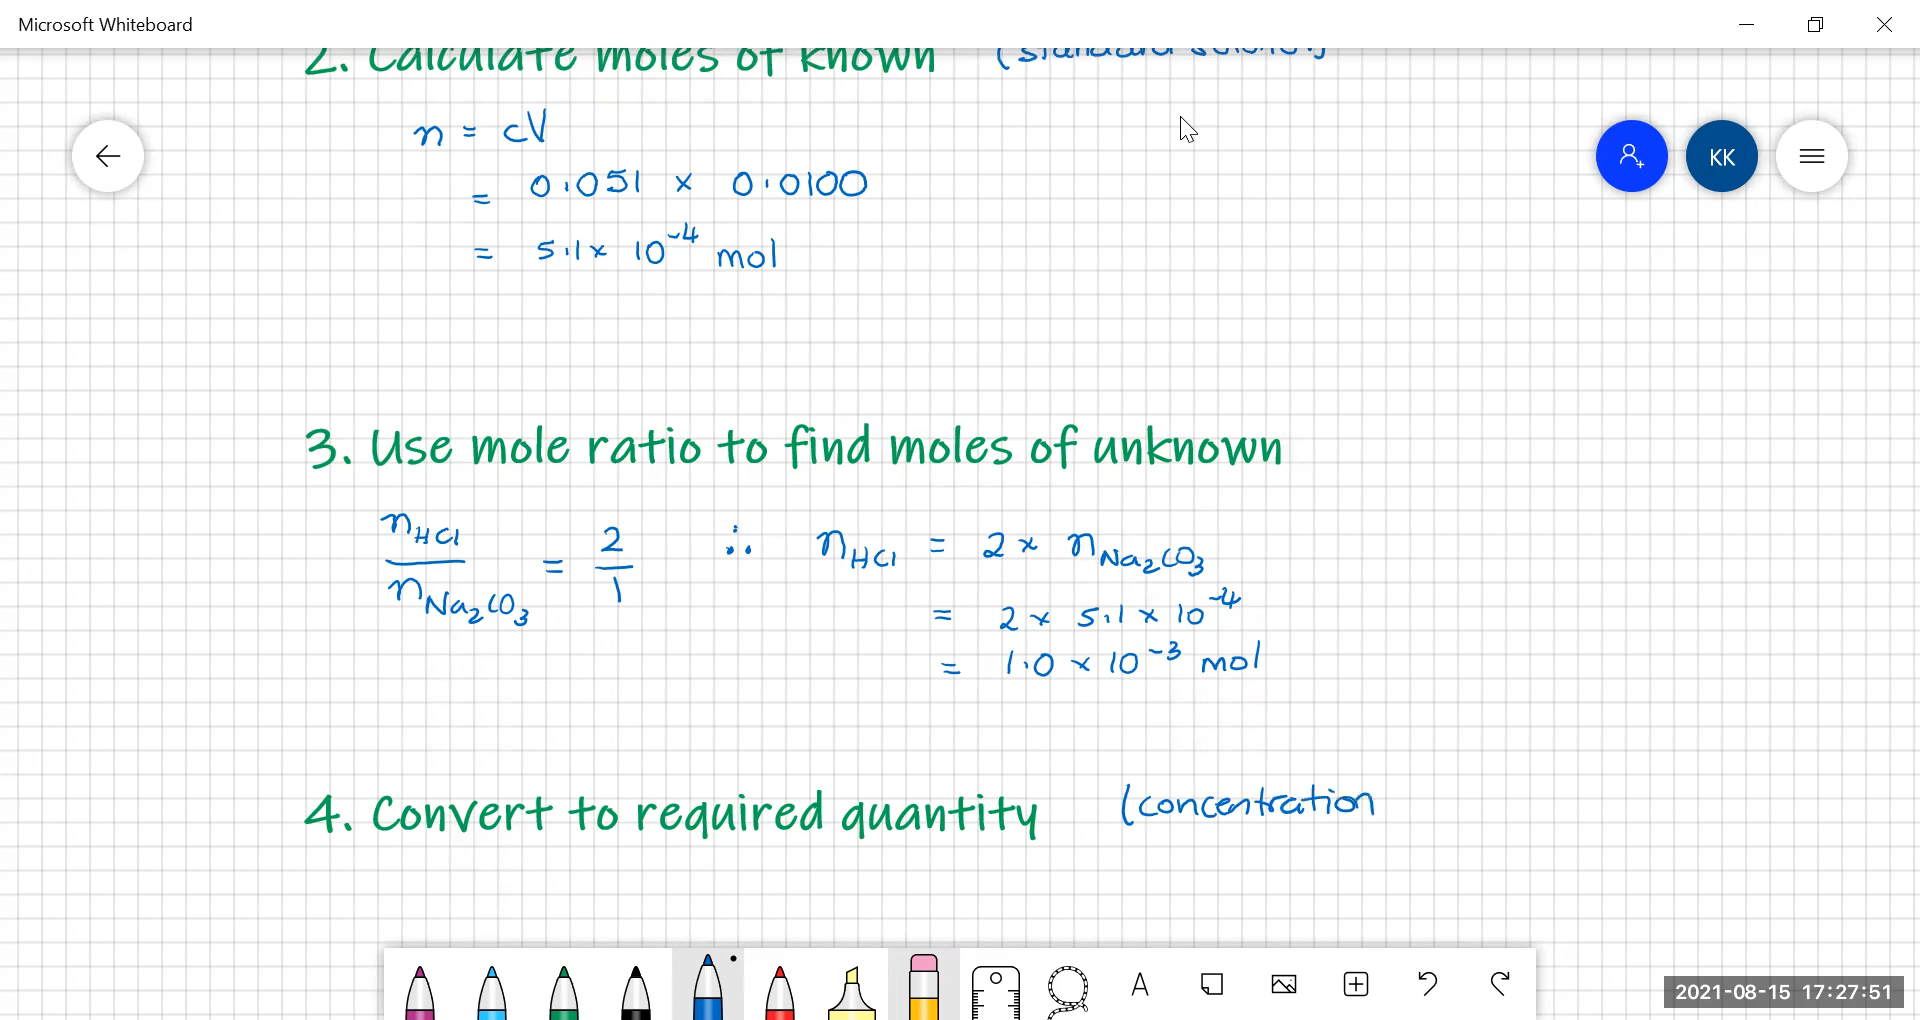 Microsoft Whiteboard
2. Calculate moles of known (standard
n = cV
= 0.051 × 0.0100
= 5.1 × 10⁻⁴ mol
KK
3. Use mole ratio to find moles of unknown
n_HCl / n_Na₂CO₃ = 2/1 ∴ n_HCl = 2 × n_Na₂CO₃
= 2 × 5.1 × 10⁻⁴
= 1.0 × 10⁻³ mol
4. Convert to required quantity (concentration
A
2021-08-15 17:27:51